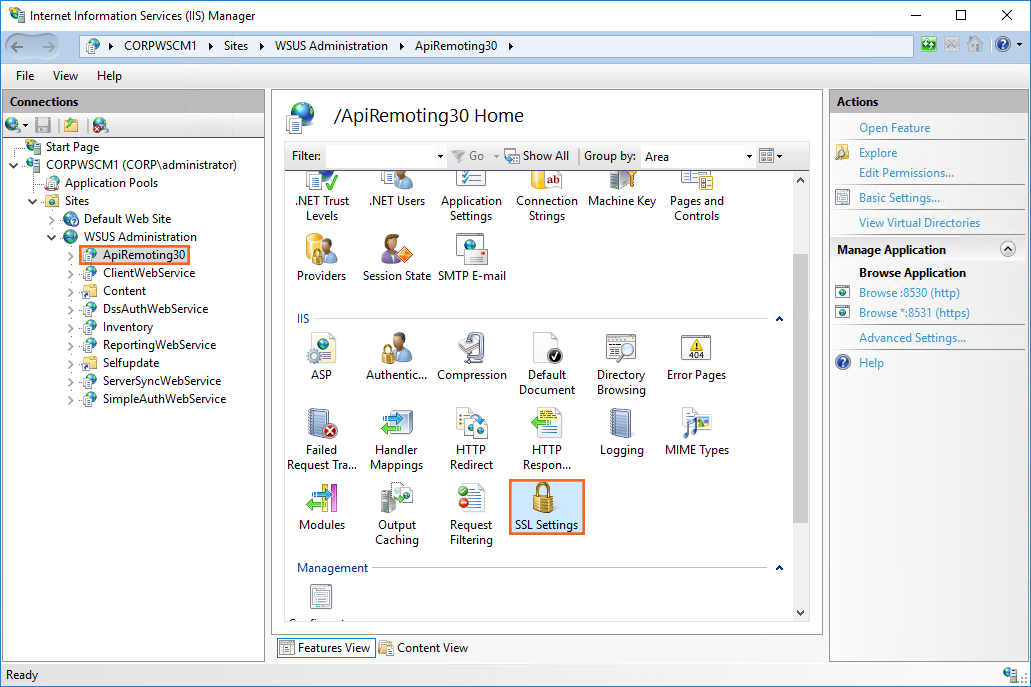 Internet Information Services (IIS) Manager
CORPWSCM1 Sites WSUS Administration ApiRemoting30
File View Help
Connections
Start Page
CORPWSCM1 (CORP\administrator)
Application Pools
Sites
Default Web Site
WSUS Administration
ApiRemoting30
ClientWebService
Content
DssAuthWebService
Inventory
ReportingWebService
Selfupdate
ServerSyncWebService
SimpleAuthWebService
/ApiRemoting30 Home
Filter: Go Show All Group by: Area
.NET Trust Levels
.NET Users
Application Settings
Connection Strings
Machine Key
Pages and Controls
Providers
Session State
SMTP E-mail
IIS
ASP
Authentic...
Compression
Default Document
Directory Browsing
Error Pages
404
Failed Request Tra...
Handler Mappings
HTTP Redirect
HTTP Respon...
Logging
MIME Types
Modules
Output Caching
Request Filtering
SSL Settings
Management
Features View Content View
Actions
Open Feature
Explore
Edit Permissions...
Basic Settings...
View Virtual Directories
Manage Application
Browse Application
Browse :8530 (http)
Browse *:8531 (https)
Advanced Settings...
Help
Ready